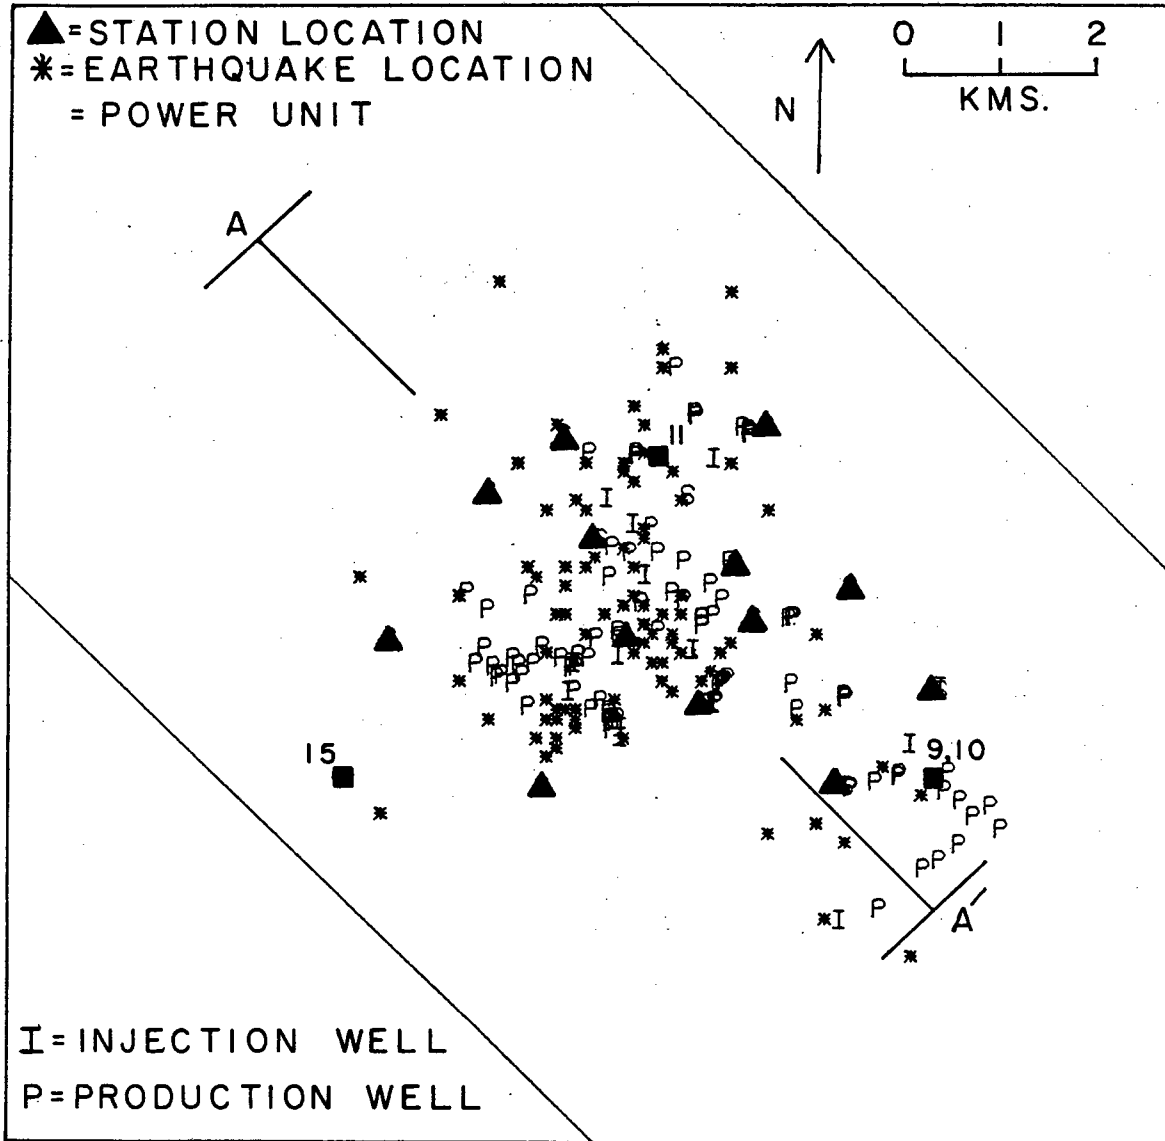 ▲=STATION LOCATION
*=EARTHQUAKE LOCATION
= POWER UNIT
0 1 2
KMS.
N
A
11
15
9,10
A'
I=INJECTION WELL
P=PRODUCTION WELL